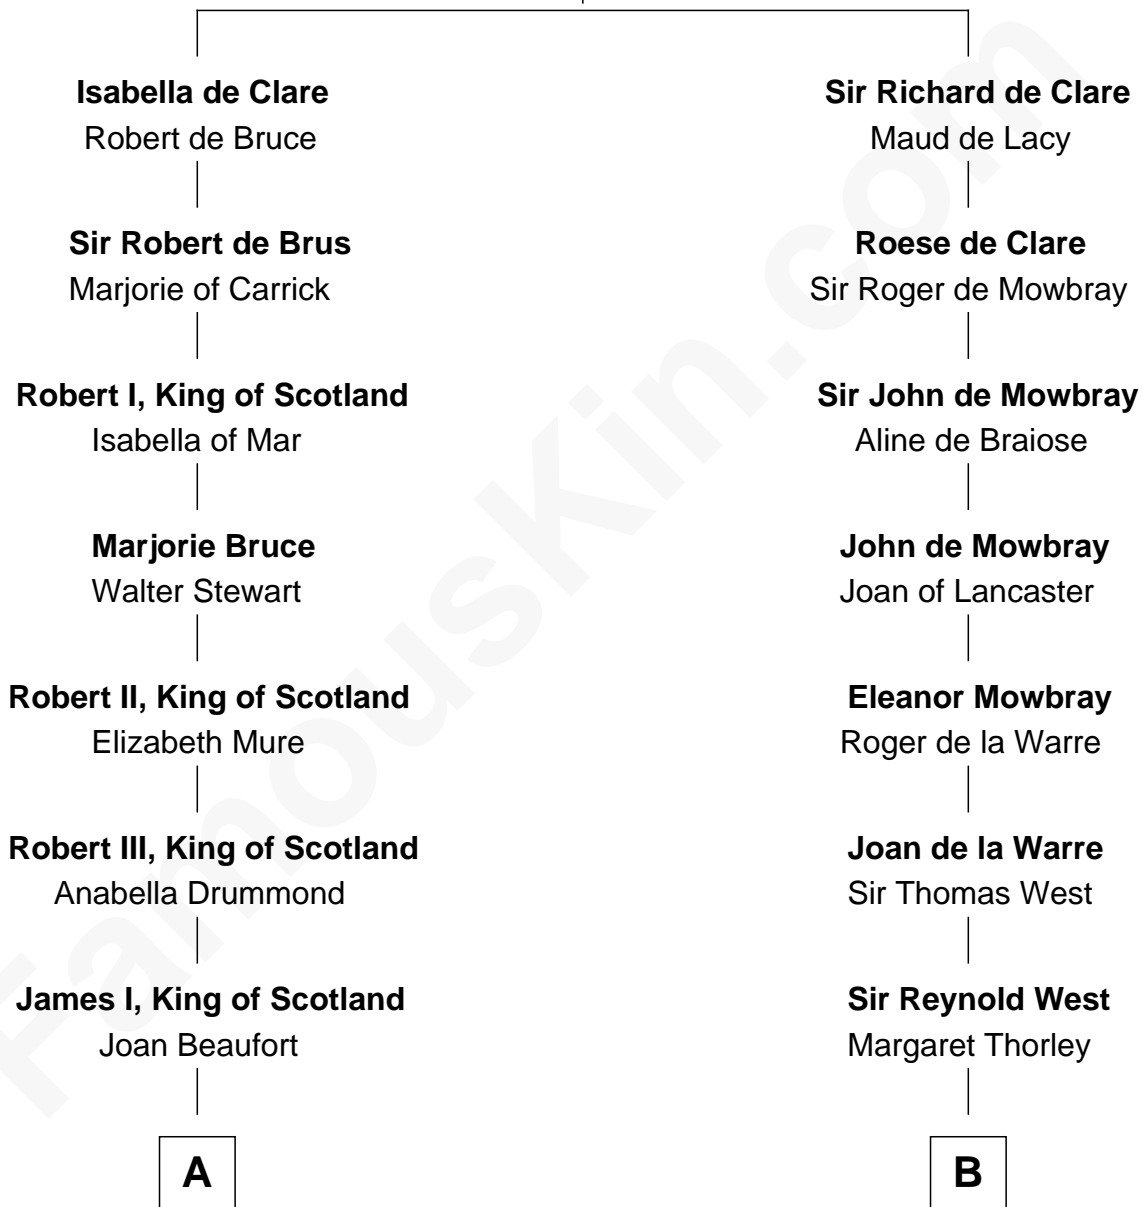 Isabella de Clare
Robert de Bruce
Sir Robert de Brus
Marjorie of Carrick
Robert I, King of Scotland
Isabella of Mar
Marjorie Bruce
Walter Stewart
Robert II, King of Scotland
Elizabeth Mure
Robert III, King of Scotland
Anabella Drummond
James I, King of Scotland
Joan Beaufort
A
Sir Richard de Clare
Maud de Lacy
Roese de Clare
Sir Roger de Mowbray
Sir John de Mowbray
Aline de Braiose
John de Mowbray
Joan of Lancaster
Eleanor Mowbray
Roger de la Warre
Joan de la Warre
Sir Thomas West
Sir Reynold West
Margaret Thorley
B
FamousKin.com